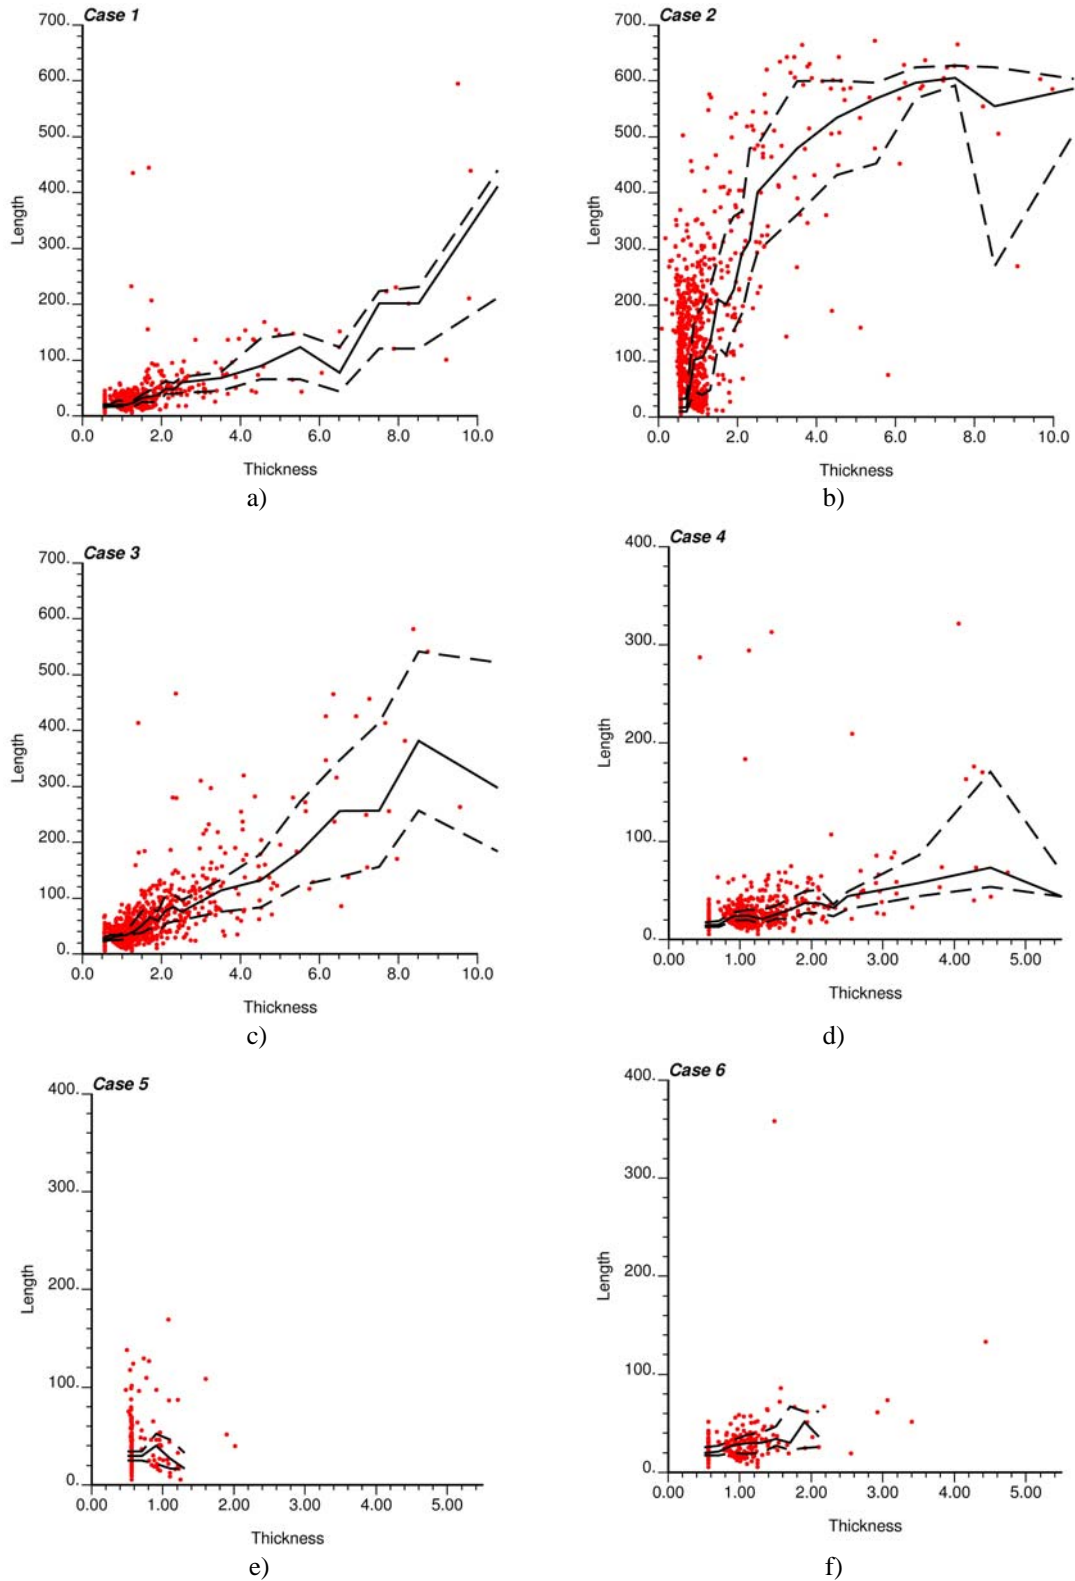 Case 1
700.
600.
500.
400.
300.
200.
100.
0.
Length
0.0 2.0 4.0 6.0 8.0 10.0
Thickness
a)
Case 2
700.
600.
500.
400.
300.
200.
100.
0.
Length
0.0 2.0 4.0 6.0 8.0 10.0
Thickness
b)
Case 3
700.
600.
500.
400.
300.
200.
100.
0.
Length
0.0 2.0 4.0 6.0 8.0 10.0
Thickness
c)
Case 4
400.
300.
200.
100.
0.
Length
0.00 1.00 2.00 3.00 4.00 5.00
Thickness
d)
Case 5
400.
300.
200.
100.
0.
Length
0.00 1.00 2.00 3.00 4.00 5.00
Thickness
e)
Case 6
400.
300.
200.
100.
0.
Length
0.00 1.00 2.00 3.00 4.00 5.00
Thickness
f)